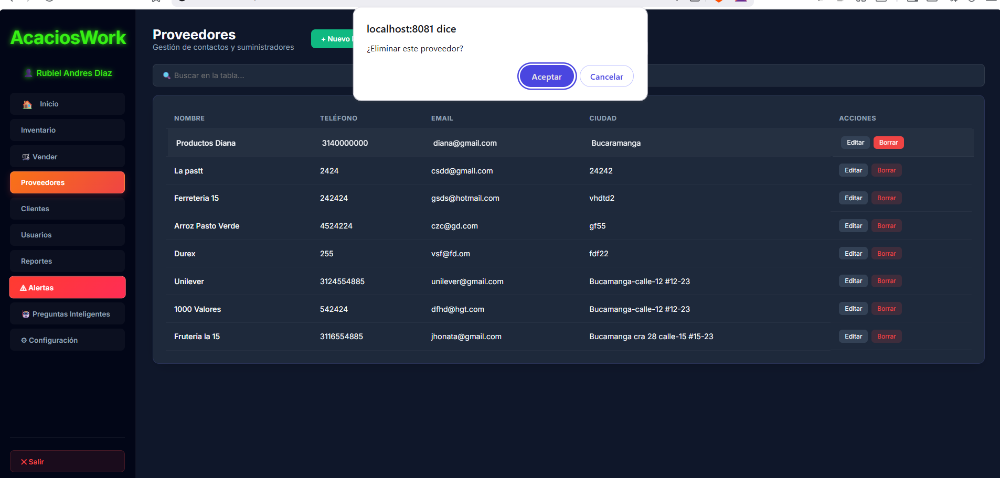 localhost:8081 dice
¿Eliminar este proveedor?
Aceptar Cancelar
AcaciosWork
Rubiel Andres Diaz
Inicio
Inventario
Vender
Proveedores
Clientes
Usuarios
Reportes
Alertas
Preguntas Inteligentes
Configuración
Salir
Proveedores
Gestión de contactos y suministradores
+ Nuevo
Buscar en la tabla...
NOMBRE TELÉFONO EMAIL CIUDAD ACCIONES
Productos Diana 3140000000 diana@gmail.com Bucaramanga Editar Borrar
La pastt 2424 csdd@gmail.com 24242 Editar Borrar
Ferreteria 15 242424 gsds@hotmail.com vhdtd2 Editar Borrar
Arroz Pasto Verde 4524224 czc@gd.com gf55 Editar Borrar
Durex 255 vsf@fd.om fdf22 Editar Borrar
Unilever 3124554885 unilever@gmail.com Bucamanga-calle-12 #12-23 Editar Borrar
1000 Valores 542424 dfhd@hgt.com Bucamanga-calle-12 #12-23 Editar Borrar
Fruteria la 15 3116554885 jhonata@gmail.com Bucamanga cra 28 calle-15 #15-23 Editar Borrar